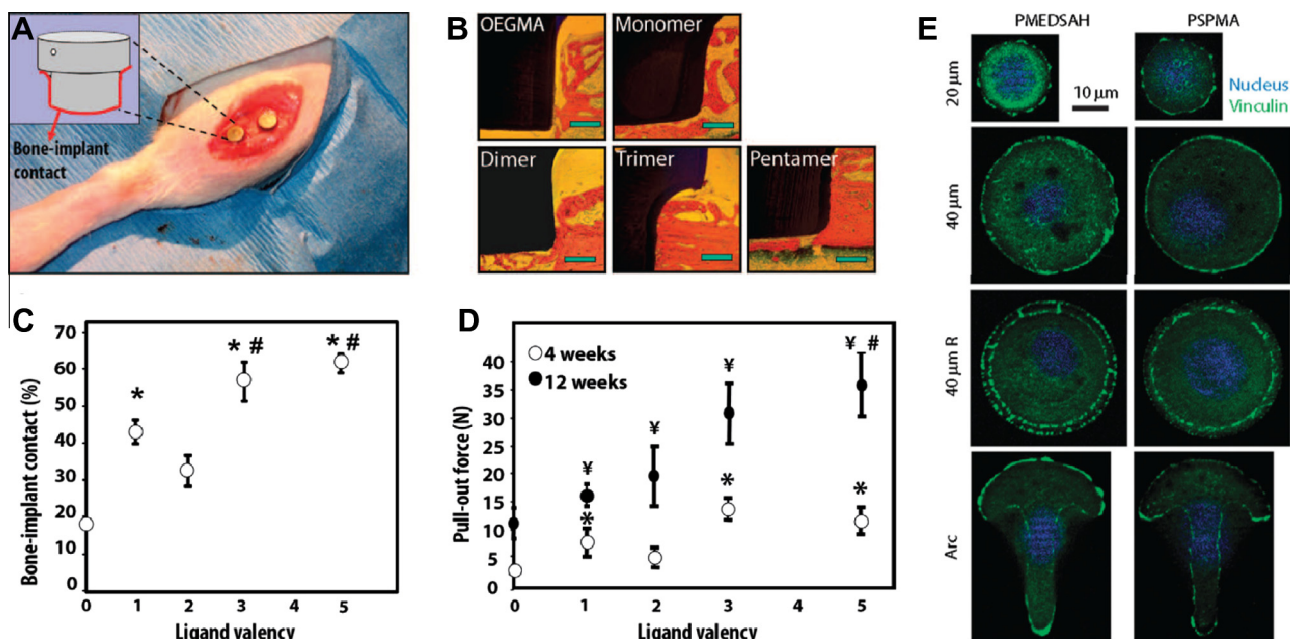 A
Bone-implant
contact
B
OEGMA
Monomer
Dimer
Trimer
Pentamer
C
Bone-implant contact (%)
70
60
50
40
30
20
10
0
* # * #
*
0 1 2 3 4 5
Ligand valency
D
Pull-out force (N)
40
35
30
25
20
15
10
5
0
4 weeks
12 weeks
¥ #
¥
¥
¥
*
*
*
0 1 2 3 4 5
Ligand valency
E
PMEDSAH PSPMA
20 µm
10 µm
Nucleus
Vinculin
40 µm
40 µm R
Arc